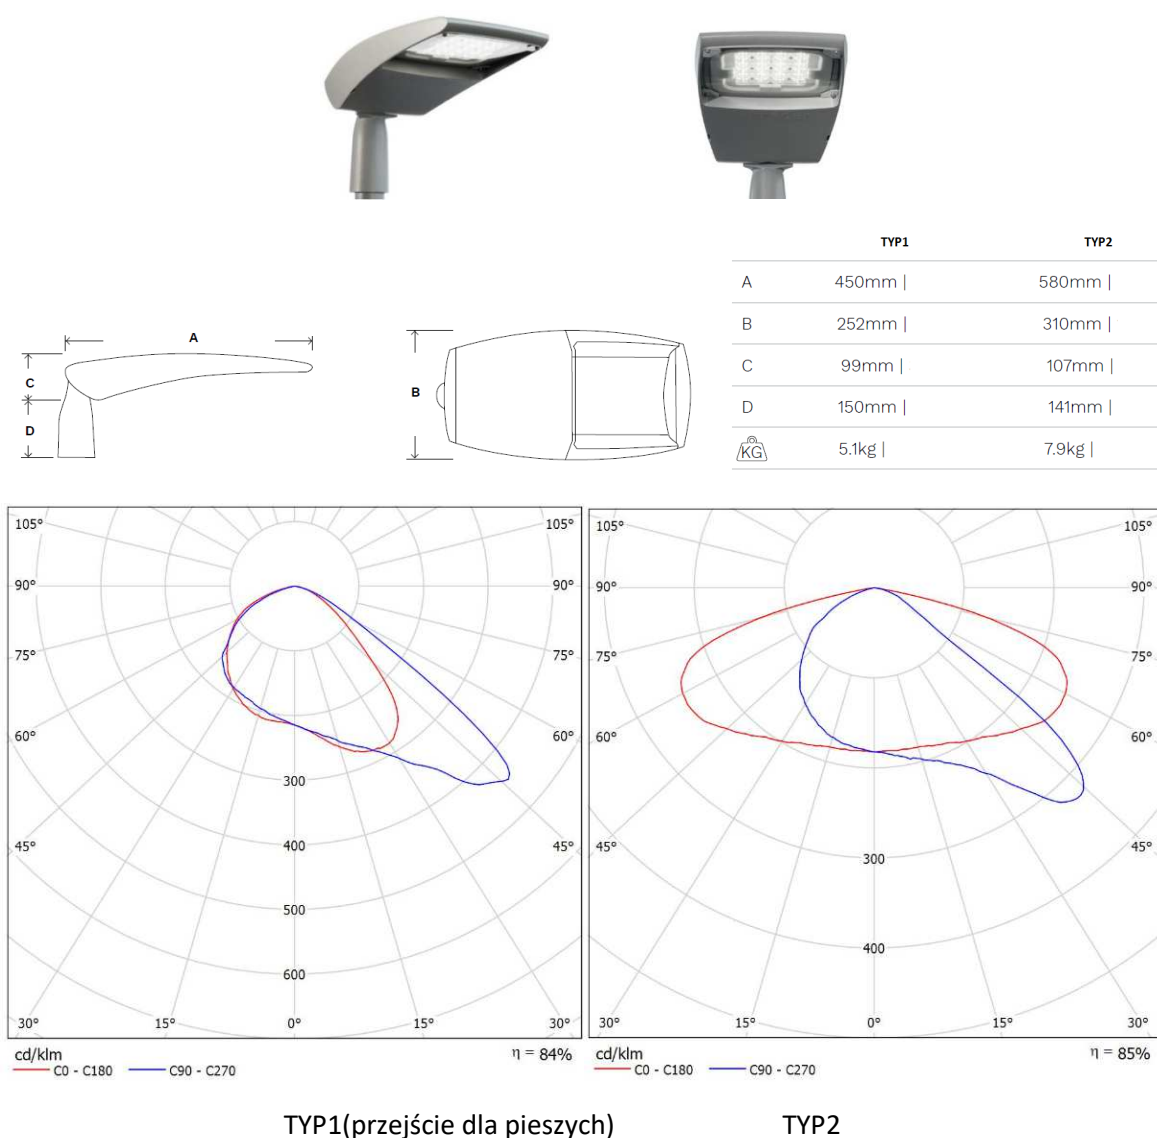 TYP1 TYP2
A 450mm | 580mm |
B 252mm | 310mm |
C 99mm | 107mm |
D 150mm | 141mm |
KG 5.1kg | 7.9kg |
A
C
D
B
105° 105°
90° 90°
75° 75°
60° 60°
45° 45°
300
400
500
600
30° 15° 0° 15° 30°
cd/klm η = 84%
C0 - C180 C90 - C270
105° 105°
90° 90°
75° 75°
60° 60°
45° 45°
300
400
30° 15° 0° 15° 30°
cd/klm η = 85%
C0 - C180 C90 - C270
TYP1(przejście dla pieszych) TYP2